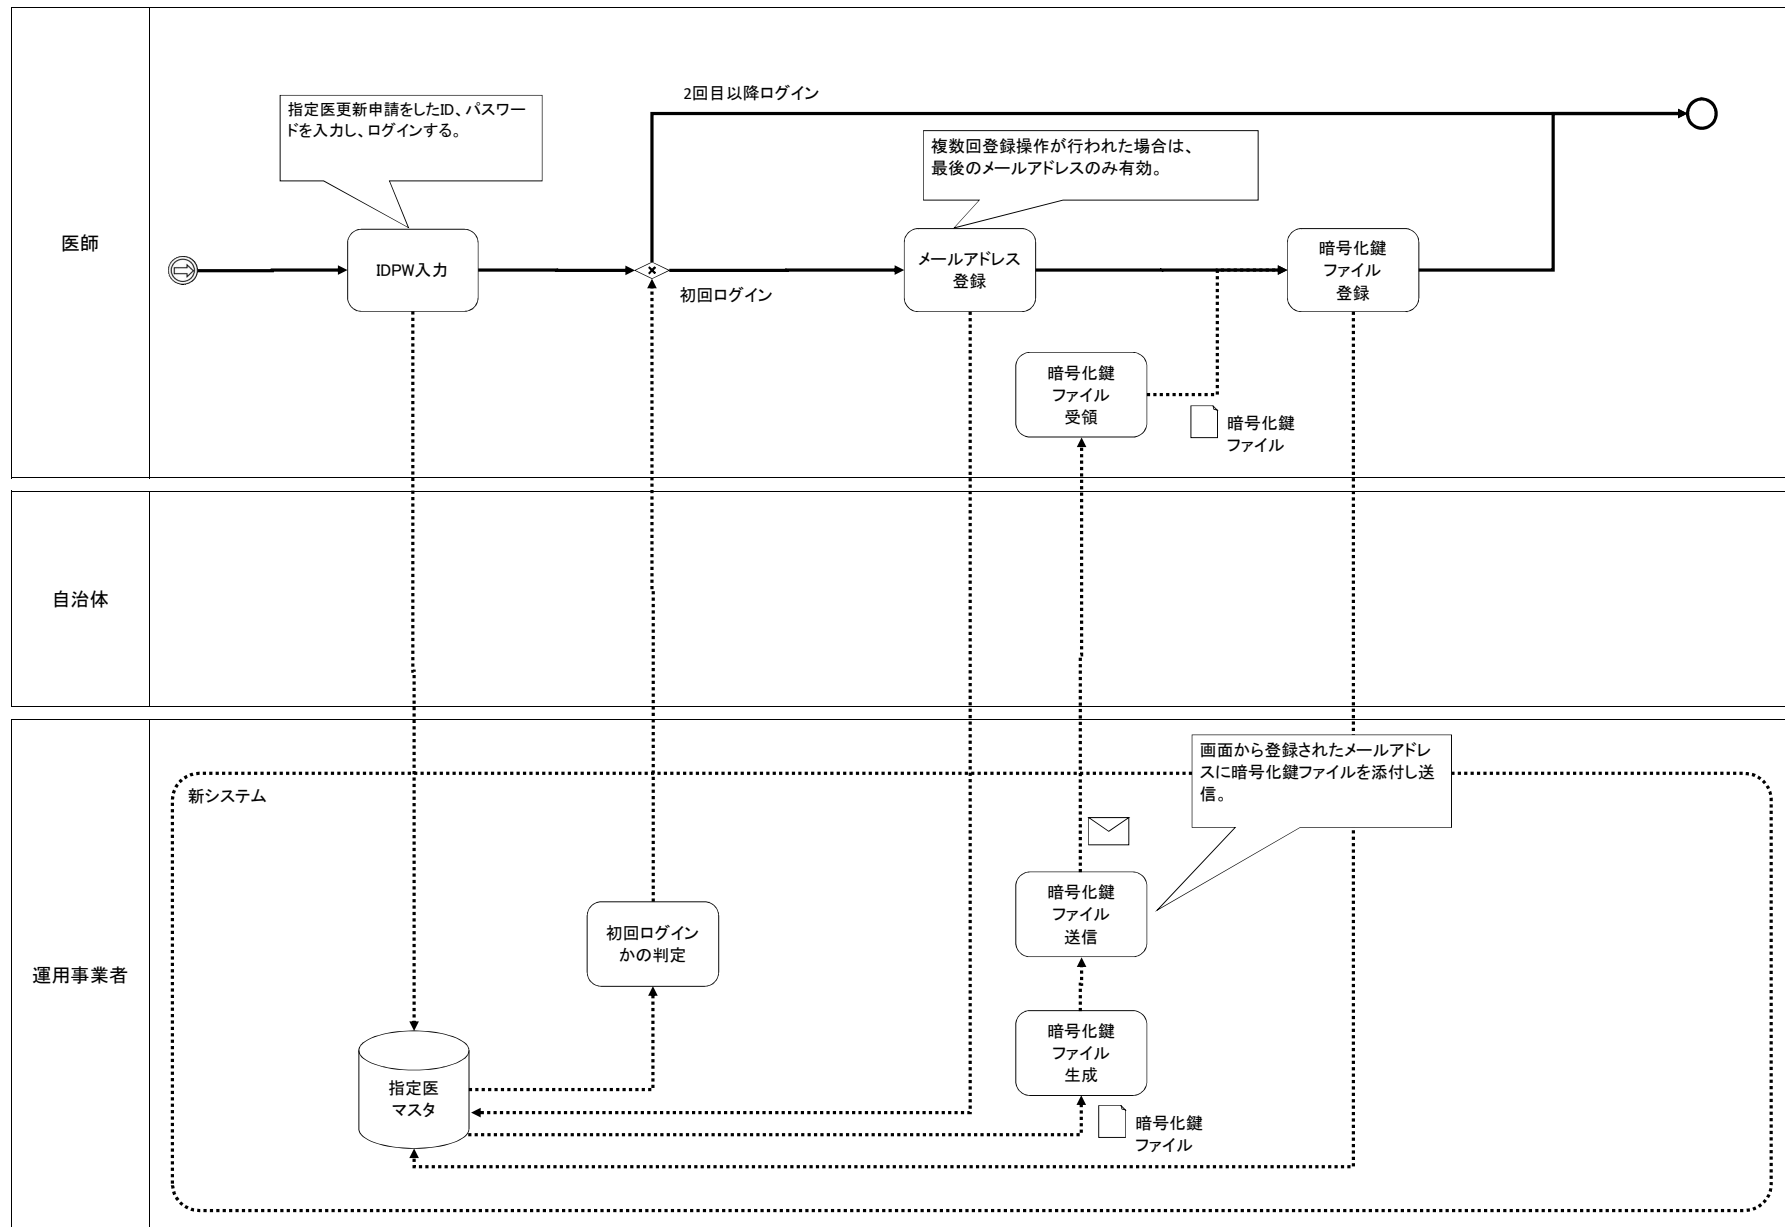 医師
2回目以降ログイン
指定医更新申請をしたID、パスワー
ドを入力し、ログインする。
複数回登録操作が行われた場合は、
最後のメールアドレスのみ有効。
IDPW入力
初回ログイン
メールアドレス
登録
暗号化鍵
ファイル
登録
暗号化鍵
ファイル
受領
暗号化鍵
ファイル
自治体
運用事業者
新システム
画面から登録されたメールアドレ
スに暗号化鍵ファイルを添付し送
信。
初回ログイン
かの判定
暗号化鍵
ファイル
送信
暗号化鍵
ファイル
生成
指定医
マスタ
暗号化鍵
ファイル